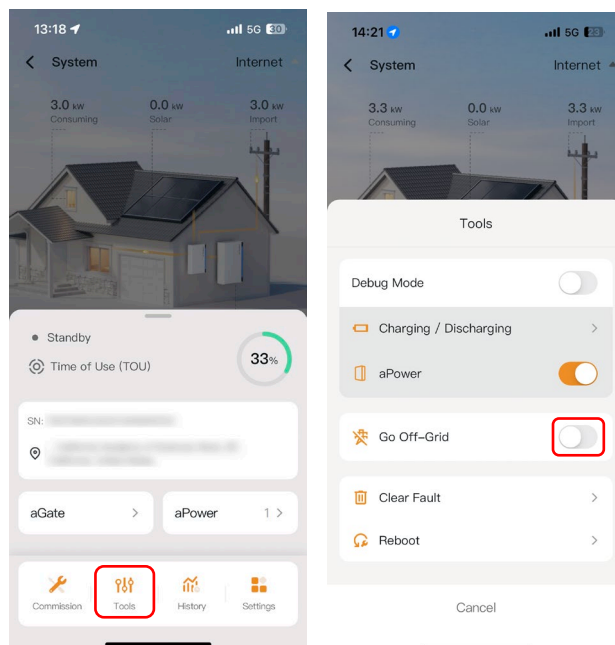 13:18
5G 30
System
Internet
3.0 kW
0.0 kW
3.0 kW
Consuming
Solar
Import
Standby
Time of Use (TOU)
33%
SN:
aGate
aPower
1
Commission
Tools
History
Settings
14:21
5G 23
System
Internet
3.3 kW
0.0 kW
3.3 kW
Consuming
Solar
Import
Tools
Debug Mode
Charging / Discharging
aPower
Go Off-Grid
Clear Fault
Reboot
Cancel